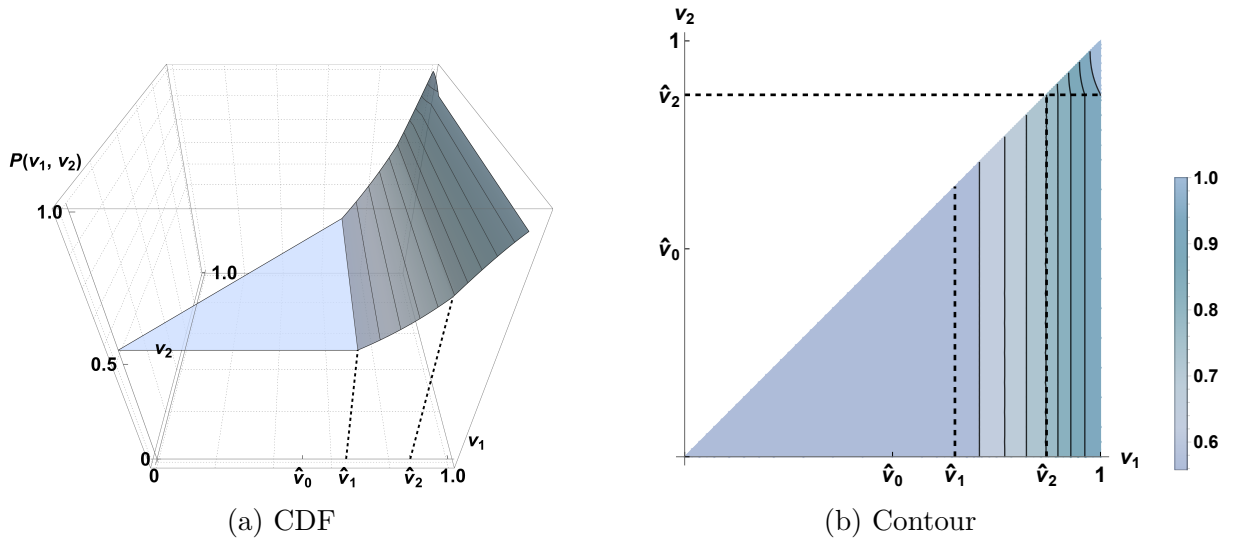 P(v₁, v₂)
1.0
0.5
0
1.0
v₂
0
v̂₀
v̂₁
v̂₂
1.0
v₁
(a) CDF
v₂
1
v̂₂
v̂₀
v̂₀
v̂₁
v̂₂
1
v₁
1.0
0.9
0.8
0.7
0.6
(b) Contour